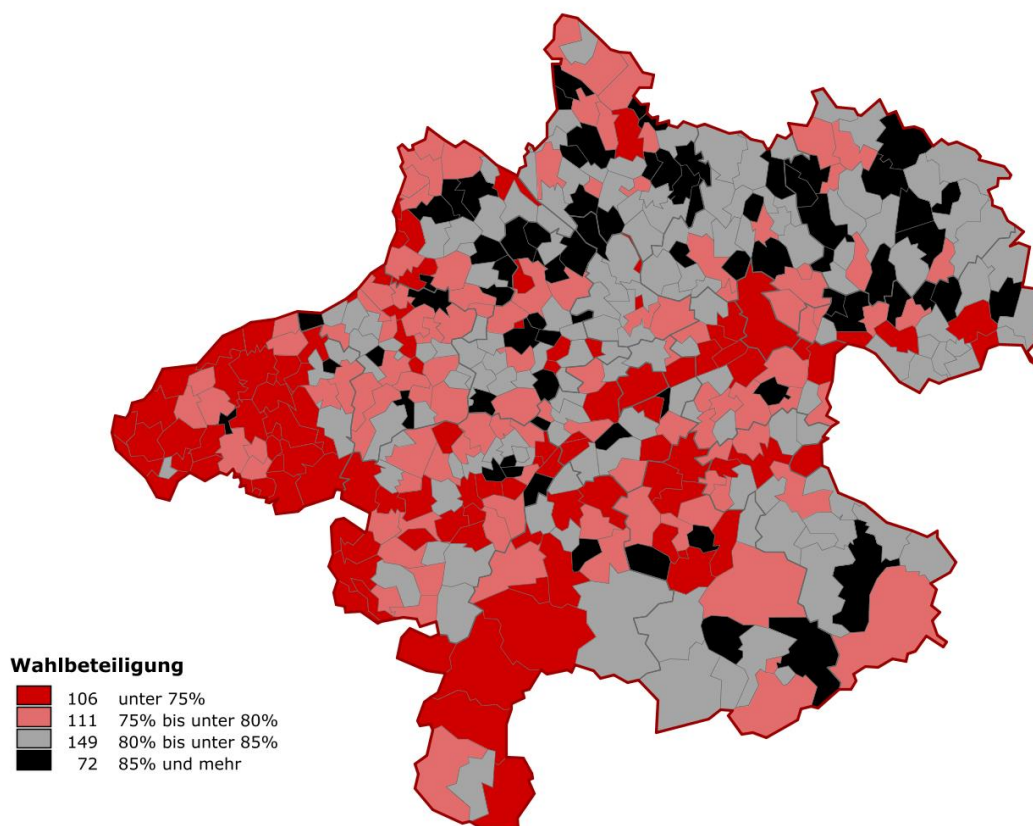 Wahlbeteiligung
106 unter 75%
111 75% bis unter 80%
149 80% bis unter 85%
72 85% und mehr